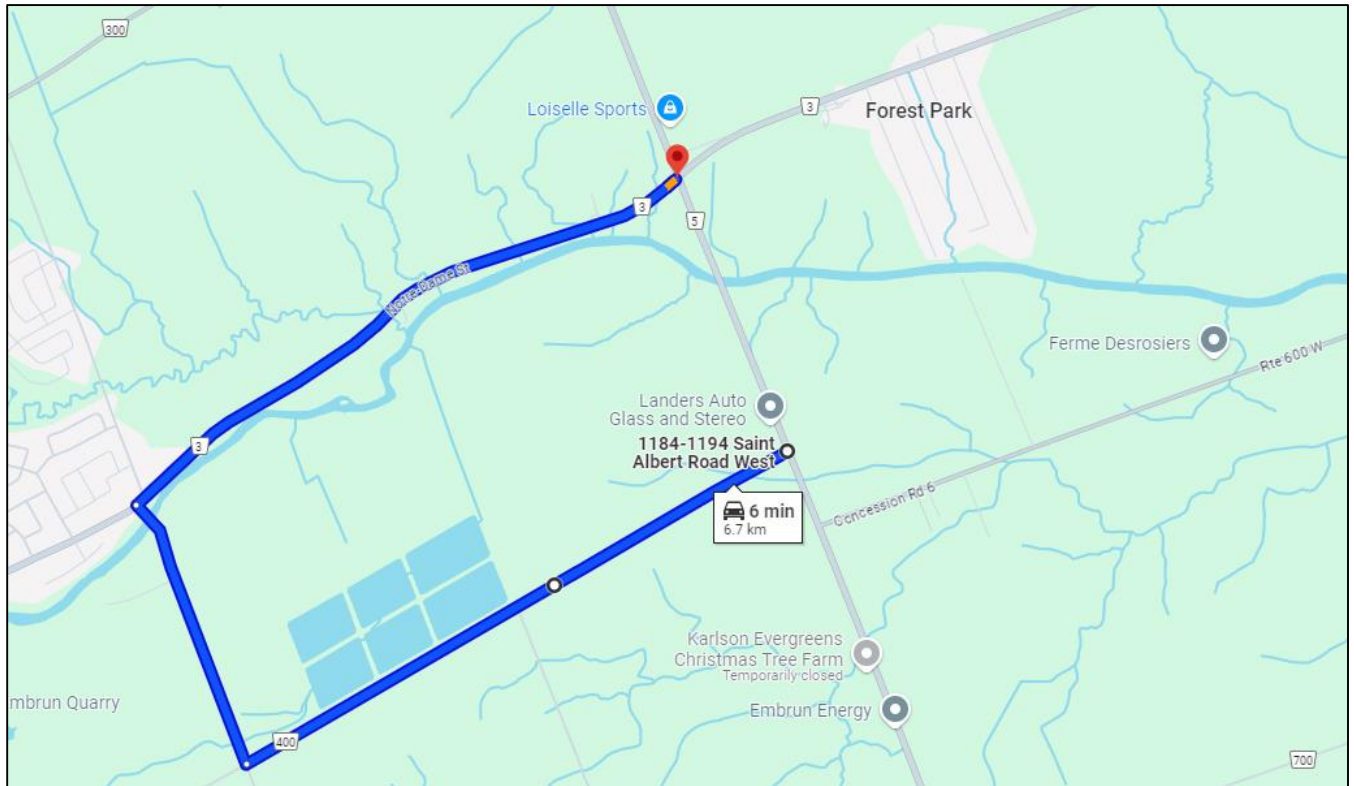 300
Loiselle Sports
3
Forest Park
3
5
Notre-Dame St
Ferme Desrosiers
Rte 600 W
Landers Auto
Glass and Stereo
1184-1194 Saint
Albert Road West
3
6 min
6.7 km
Concession Rd 6
Karlson Evergreens
Christmas Tree Farm
Temporarily closed
mbrun Quarry
Embrun Energy
400
700